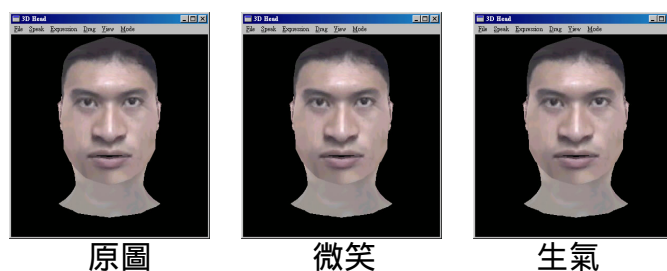 3D Head
File Speak Expression Drag View Mode
3D Head
File Speak Expression Drag View Mode
3D Head
File Speak Expression Drag View Mode
原圖
微笑
生氣